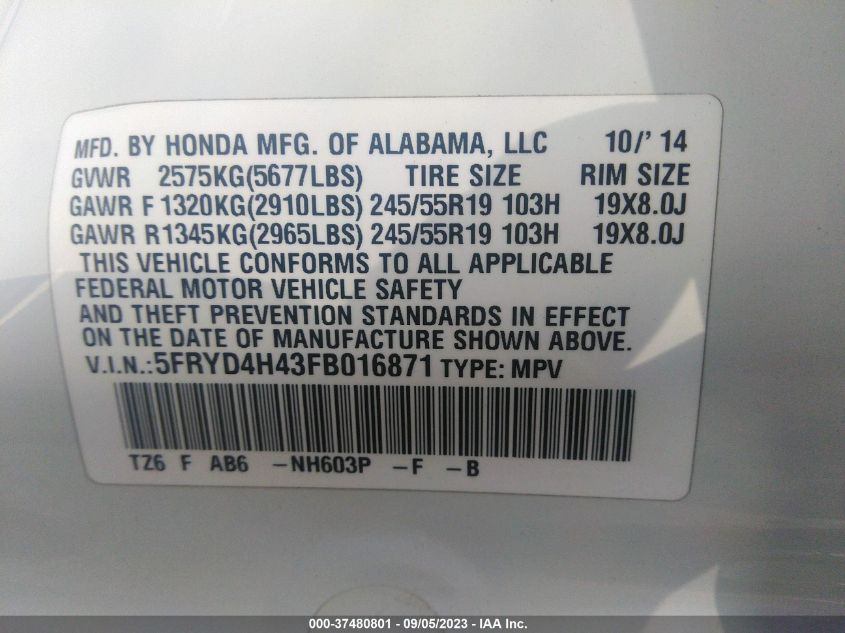 MFD. BY HONDA MFG. OF ALABAMA, LLC 10/' 14
GVWR 2575KG(5677LBS) TIRE SIZE RIM SIZE
GAWR F 1320KG(2910LBS) 245/55R19 103H 19X8.0J
GAWR R1345KG(2965LBS) 245/55R19 103H 19X8.0J
THIS VEHICLE CONFORMS TO ALL APPLICABLE
FEDERAL MOTOR VEHICLE SAFETY
AND THEFT PREVENTION STANDARDS IN EFFECT
ON THE DATE OF MANUFACTURE SHOWN ABOVE.
V.I.N.:5FRYD4H43FB016871 TYPE: MPV
TZ6 F AB6 -NH603P -F -B
000-37480801 - 09/05/2023 - IAA Inc.